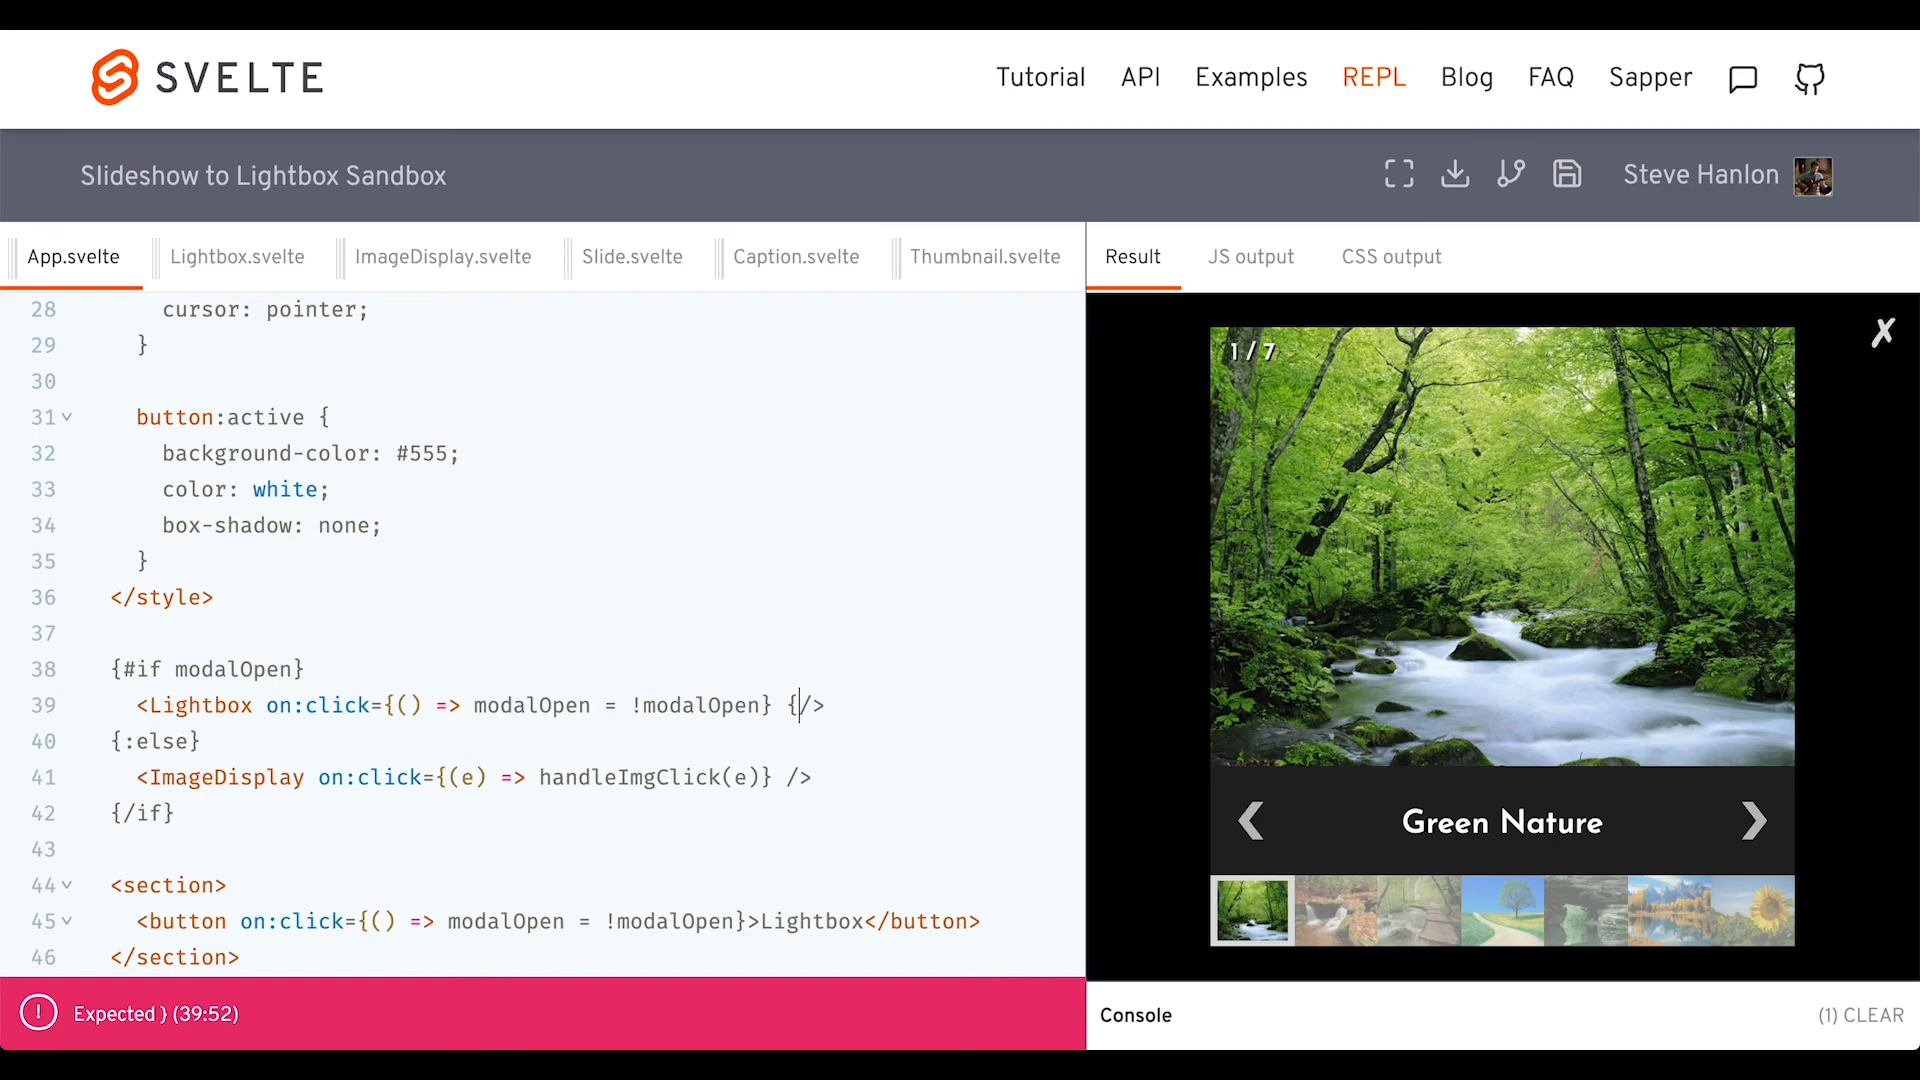 SVELTE
Tutorial API Examples REPL Blog FAQ Sapper
Slideshow to Lightbox Sandbox
Steve Hanlon
App.svelte Lightbox.svelte ImageDisplay.svelte Slide.svelte Caption.svelte Thumbnail.svelte
Result JS output CSS output
28 cursor: pointer;
29 }
30
31 button:active {
32 background-color: #555;
33 color: white;
34 box-shadow: none;
35 }
36 </style>
37
38 {#if modalOpen}
39 <Lightbox on:click={() => modalOpen = !modalOpen} {/>
40 {:else}
41 <ImageDisplay on:click={(e) => handleImgClick(e)} />
42 {/if}
43
44 <section>
45 <button on:click={() => modalOpen = !modalOpen}>Lightbox</button>
46 </section>
Expected } (39:52)
1 / 7
✗
❮ Green Nature ❯
Console (1) CLEAR